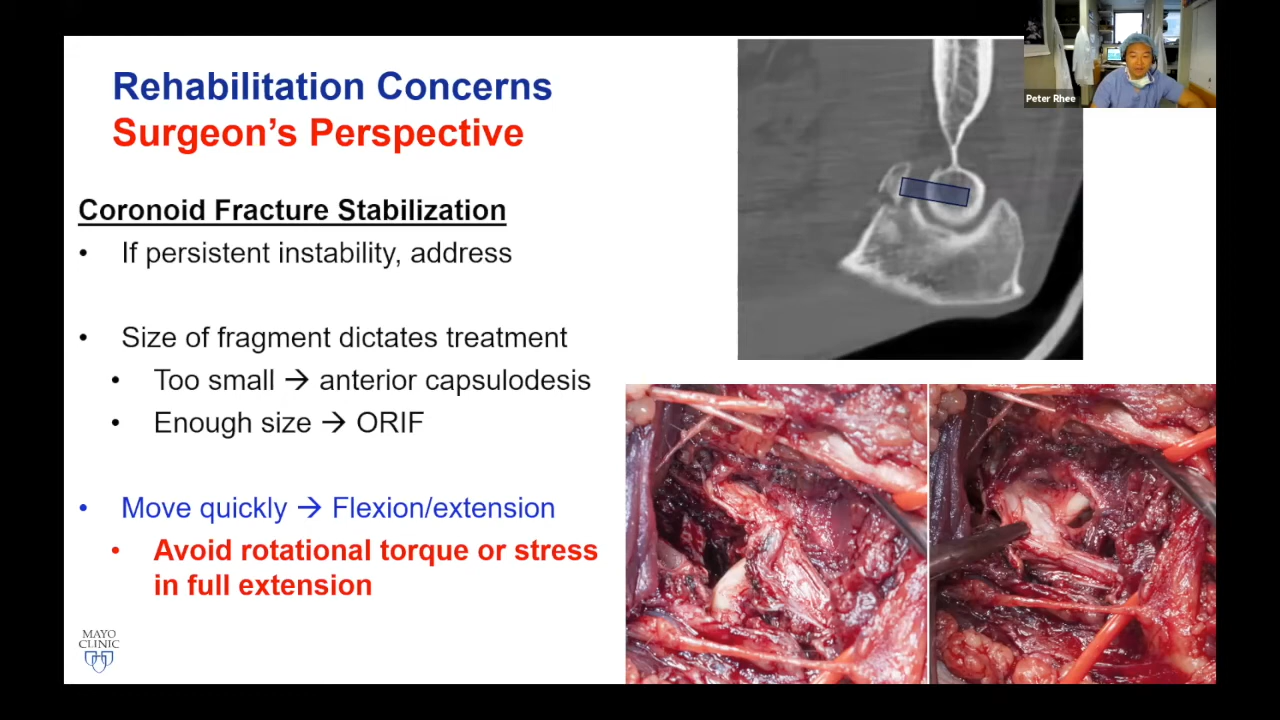 Rehabilitation Concerns
Surgeon's Perspective
Coronoid Fracture Stabilization
• If persistent instability, address
• Size of fragment dictates treatment
• Too small → anterior capsulodesis
• Enough size → ORIF
• Move quickly → Flexion/extension
• Avoid rotational torque or stress
in full extension
MAYO
CLINIC
Peter Rhee